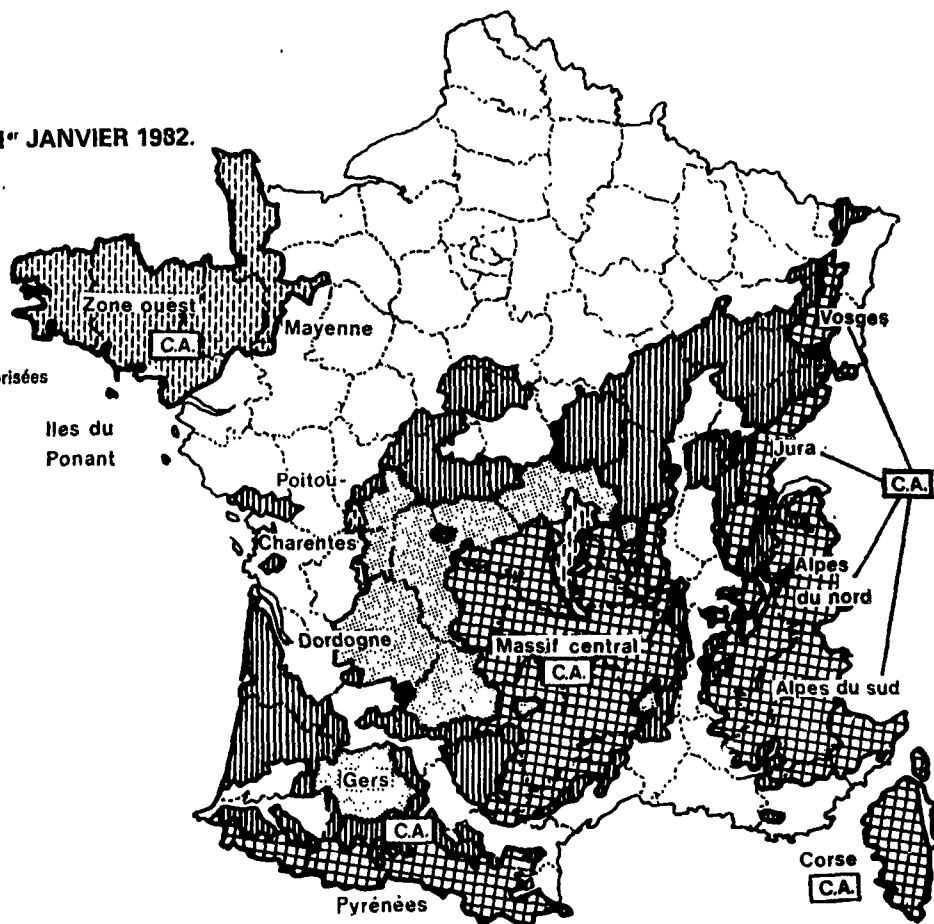 1er JANVIER 1982.
Zone ouest
C.A.
Mayenne
Vosges
Iles du
Ponant
Jura
C.A.
Poitou-
Charentes
Alpes
du nord
Dordogne
Massif central
C.A.
Alpes du sud
Gers
C.A.
Corse
C.A.
Pyrénées